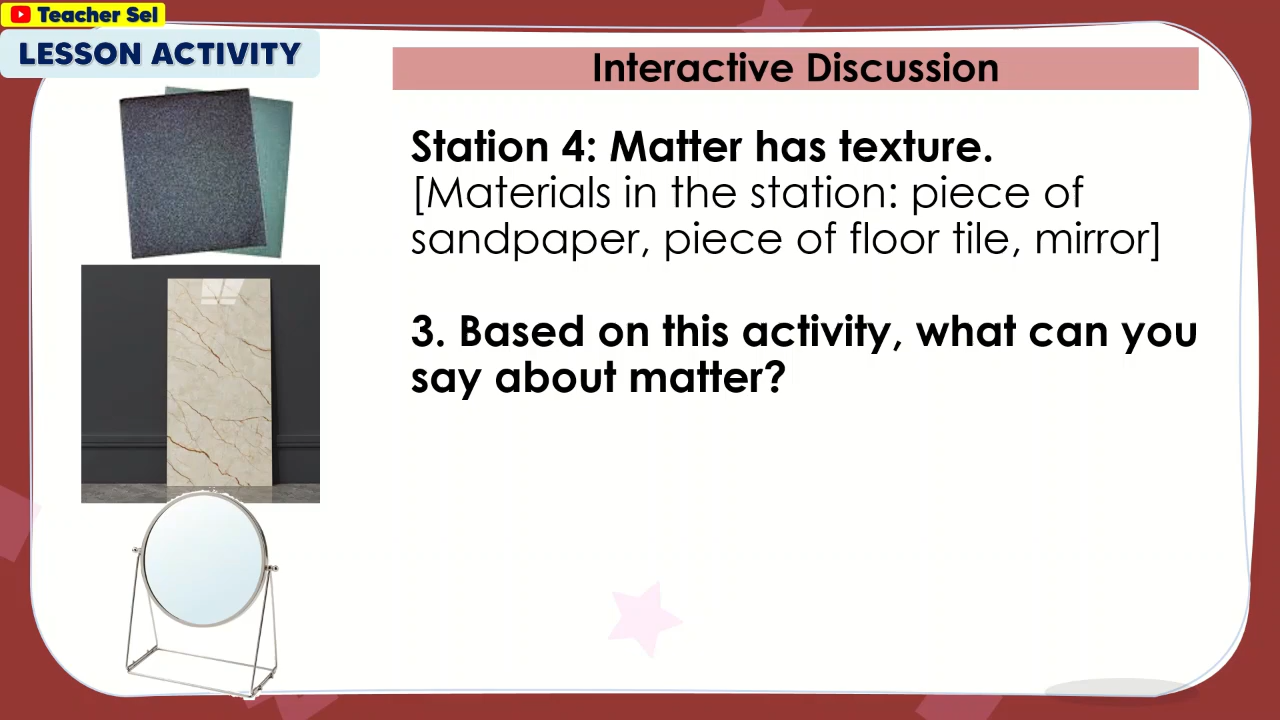 Teacher Sel
LESSON ACTIVITY
Interactive Discussion
Station 4: Matter has texture.
[Materials in the station: piece of
sandpaper, piece of floor tile, mirror]
3. Based on this activity, what can you
say about matter?